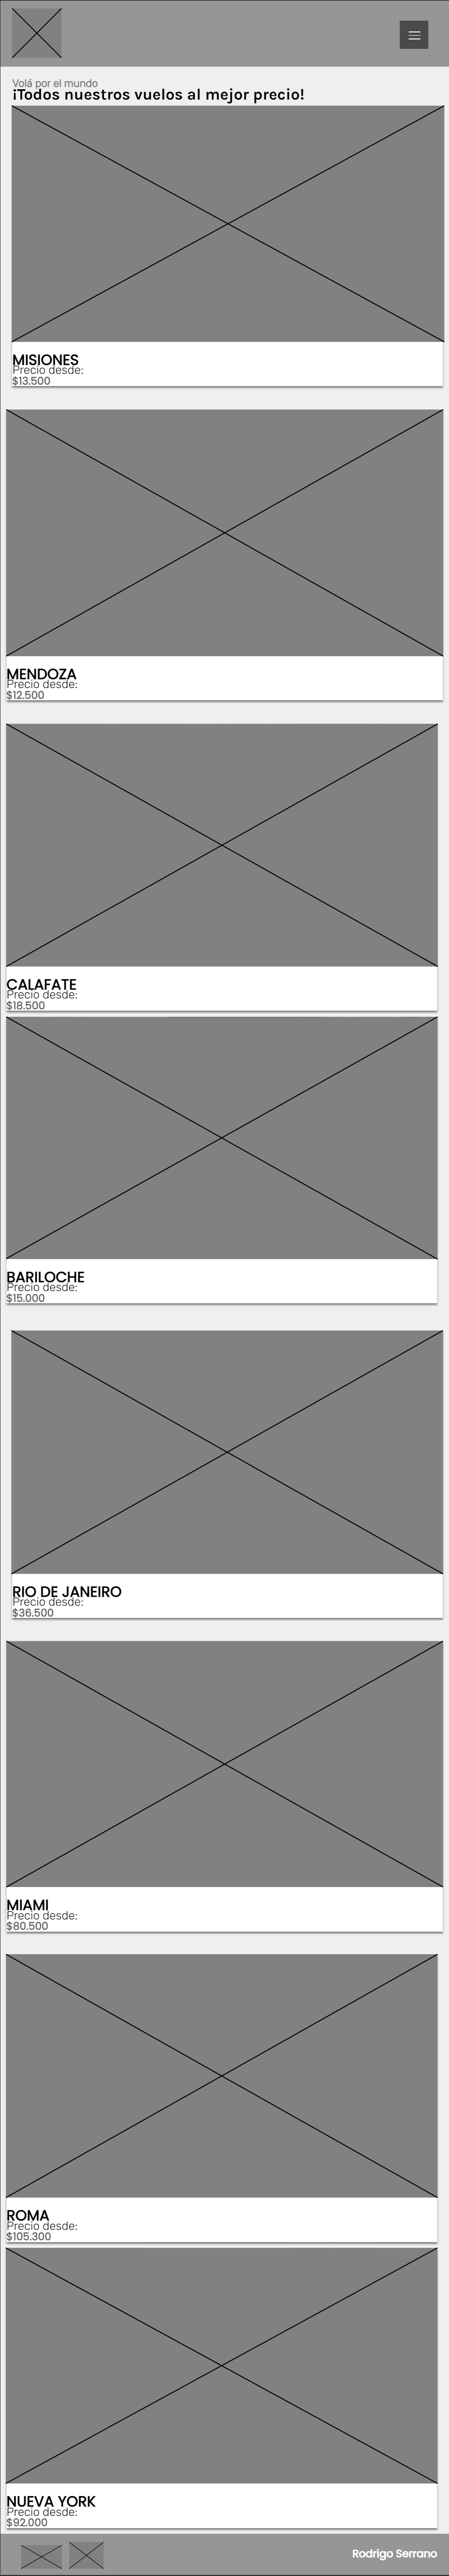 Volá por el mundo
¡Todos nuestros vuelos al mejor precio!
MISIONES
Precio desde:
$13.500
MENDOZA
Precio desde:
$12.500
CALAFATE
Precio desde:
$18.500
BARILOCHE
Precio desde:
$15.000
RIO DE JANEIRO
Precio desde:
$36.500
MIAMI
Precio desde:
$80.500
ROMA
Precio desde:
$105.300
NUEVA YORK
Precio desde:
$92.000
Rodrigo Serrano